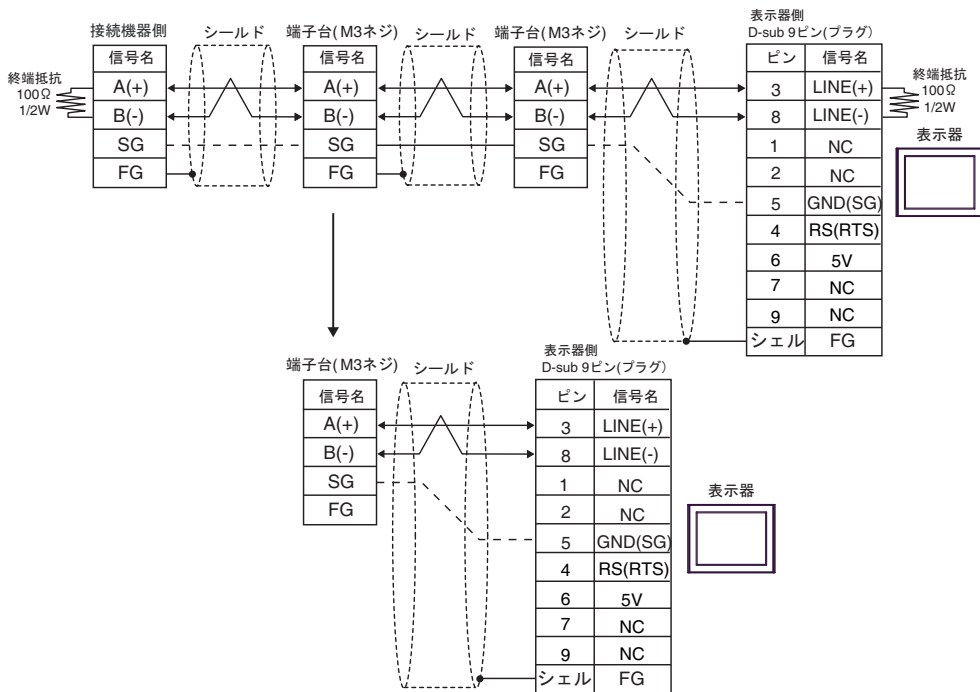 接続機器側
シールド
端子台(M3ネジ)
シールド
端子台(M3ネジ)
シールド
表示器側
D-sub 9ピン(プラグ)
終端抵抗
100Ω
1/2W
信号名
A(+)
B(-)
SG
FG
信号名
A(+)
B(-)
SG
FG
信号名
A(+)
B(-)
SG
FG
ピン 信号名
3 LINE(+)
8 LINE(-)
1 NC
2 NC
5 GND(SG)
4 RS(RTS)
6 5V
7 NC
9 NC
シェル FG
終端抵抗
100Ω
1/2W
表示器
端子台(M3ネジ)
シールド
表示器側
D-sub 9ピン(プラグ)
信号名
A(+)
B(-)
SG
FG
ピン 信号名
3 LINE(+)
8 LINE(-)
1 NC
2 NC
5 GND(SG)
4 RS(RTS)
6 5V
7 NC
9 NC
シェル FG
表示器